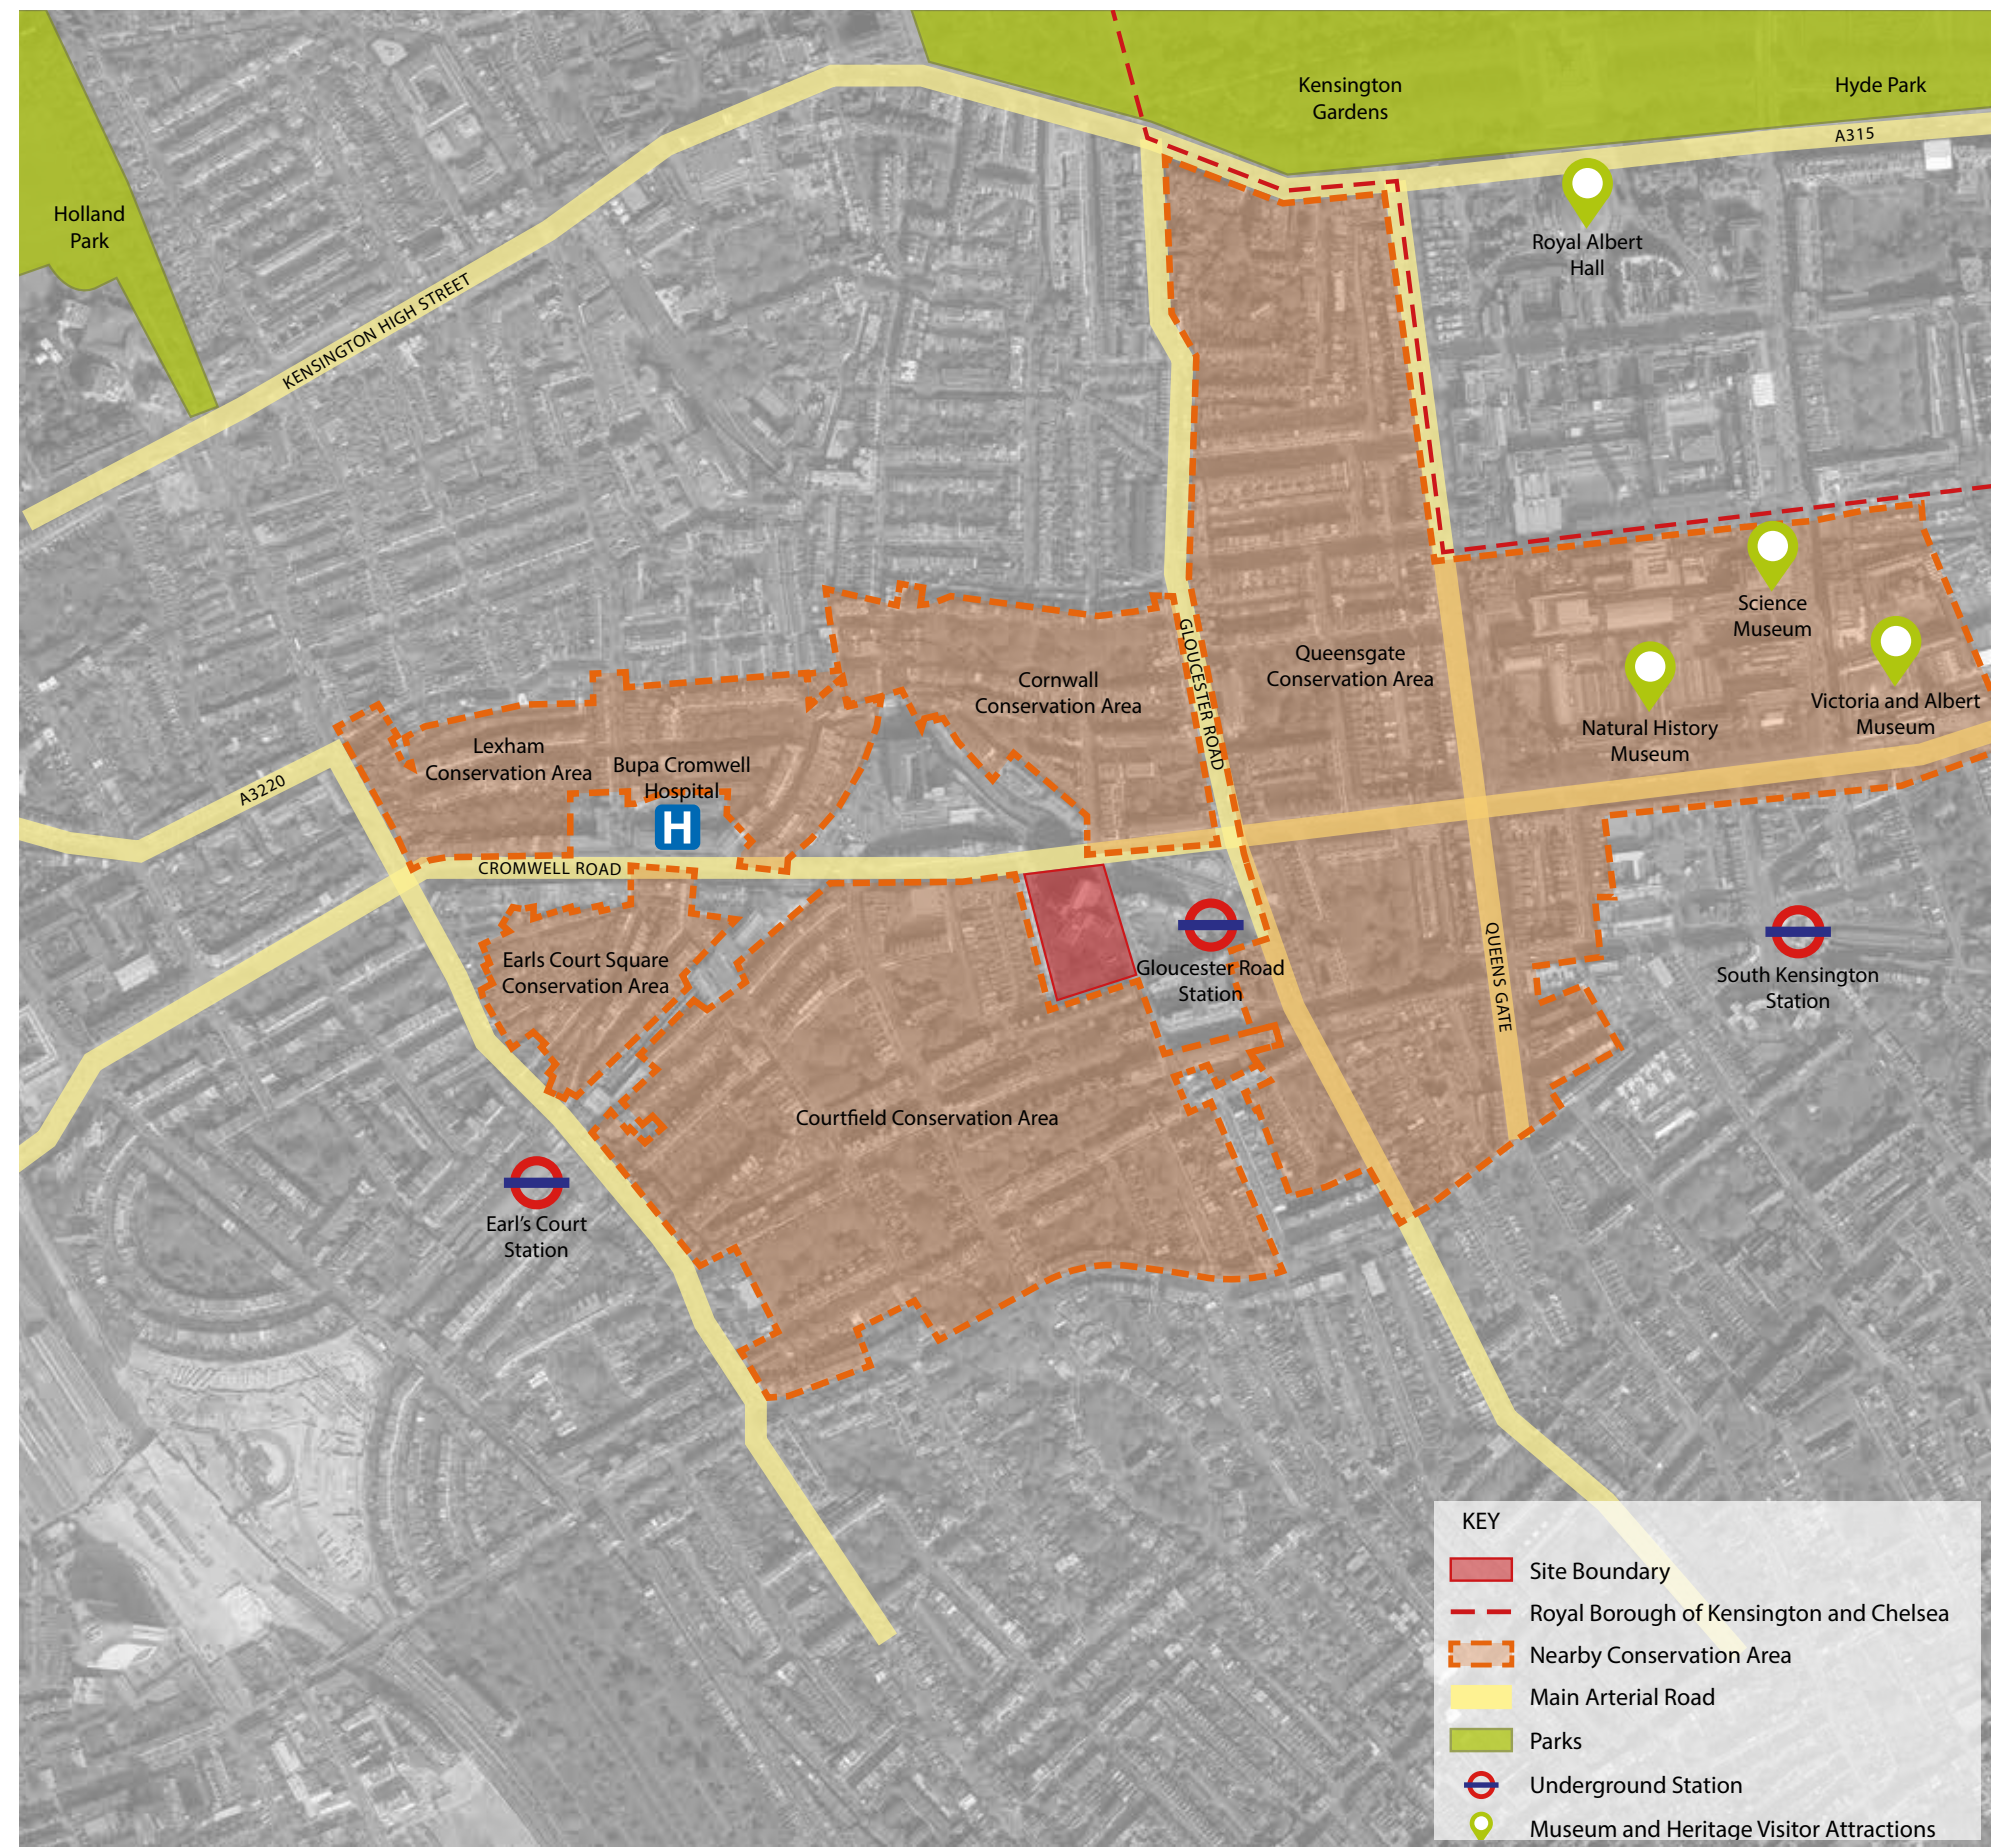 Kensington
Gardens
Hyde Park
A315
Holland
Park
Royal Albert
Hall
KENSINGTON HIGH STREET
Science
Museum
GLOUCESTER ROAD
Queensgate
Conservation Area
Cornwall
Conservation Area
Victoria and Albert
Museum
Natural History
Museum
Lexham
Conservation Area
Bupa Cromwell
Hospital
H
A3220
CROMWELL ROAD
Earls Court Square
Conservation Area
Gloucester Road
Station
QUEENS GATE
South Kensington
Station
Courtfield Conservation Area
Earl's Court
Station
KEY
Site Boundary
Royal Borough of Kensington and Chelsea
Nearby Conservation Area
Main Arterial Road
Parks
Underground Station
Museum and Heritage Visitor Attractions